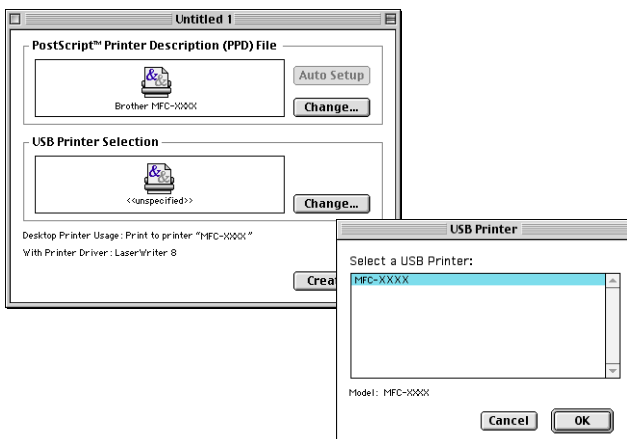 Untitled 1
PostScript™ Printer Description (PPD) File
Brother MFC-XXXX
Auto Setup
Change...
USB Printer Selection
<<unspecified>>
Change...
Desktop Printer Usage : Print to printer "MFC-XXXX"
With Printer Driver : LaserWriter 8
Crea
USB Printer
Select a USB Printer:
MFC-XXXX
Model: MFC-XXXX
Cancel
OK